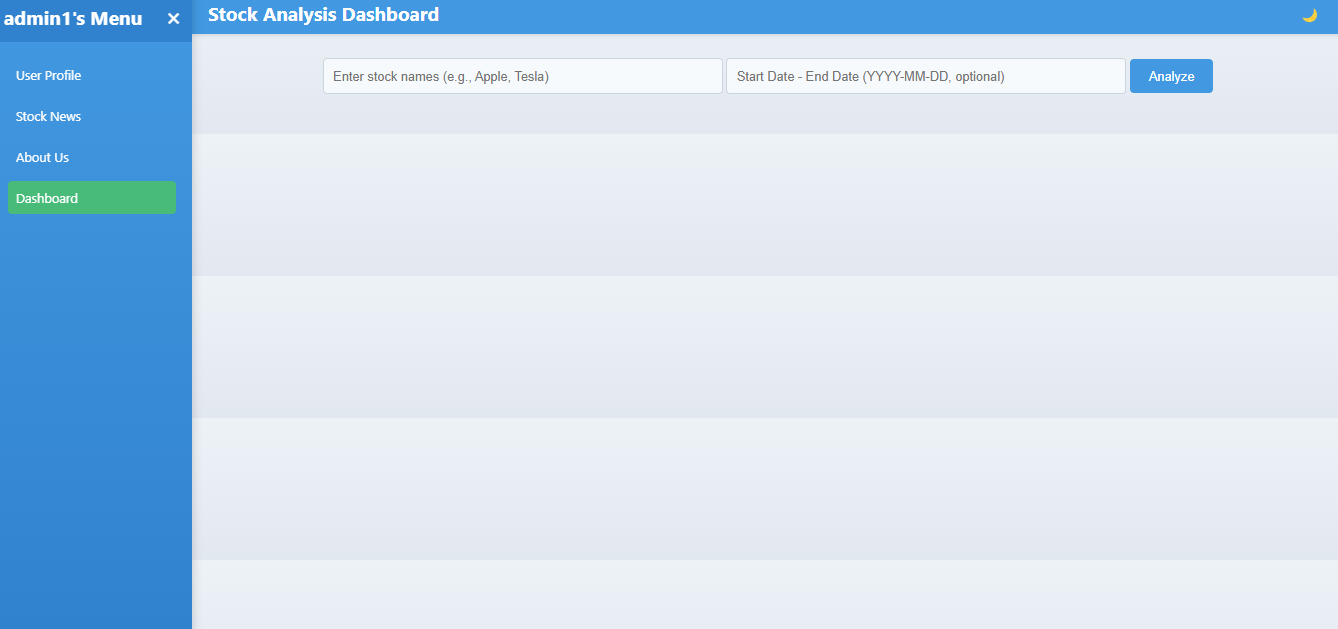 admin1's Menu ✕
Stock Analysis Dashboard
User Profile
Stock News
About Us
Dashboard
Enter stock names (e.g., Apple, Tesla)
Start Date - End Date (YYYY-MM-DD, optional)
Analyze